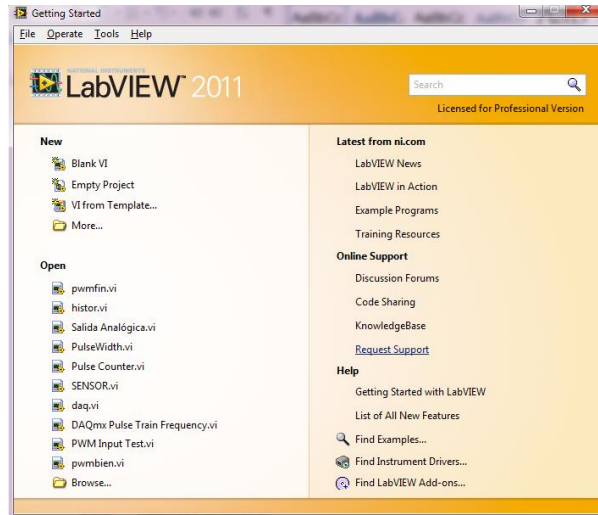 Getting Started
File Operate Tools Help
NATIONAL INSTRUMENTS
LabVIEW™ 2011
Search
Licensed for Professional Version
New
Blank VI
Empty Project
VI from Template...
More...
Open
pwmfin.vi
histor.vi
Salida Analógica.vi
PulseWidth.vi
Pulse Counter.vi
SENSOR.vi
daq.vi
DAQmx Pulse Train Frequency.vi
PWM Input Test.vi
pwmbien.vi
Browse...
Latest from ni.com
LabVIEW News
LabVIEW in Action
Example Programs
Training Resources
Online Support
Discussion Forums
Code Sharing
KnowledgeBase
Request Support
Help
Getting Started with LabVIEW
List of All New Features
Find Examples...
Find Instrument Drivers...
Find LabVIEW Add-ons...